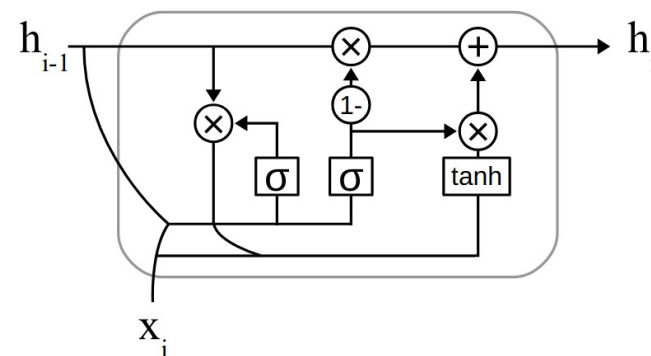 h i-1
× + h
× 1- ×
σ σ tanh
x i